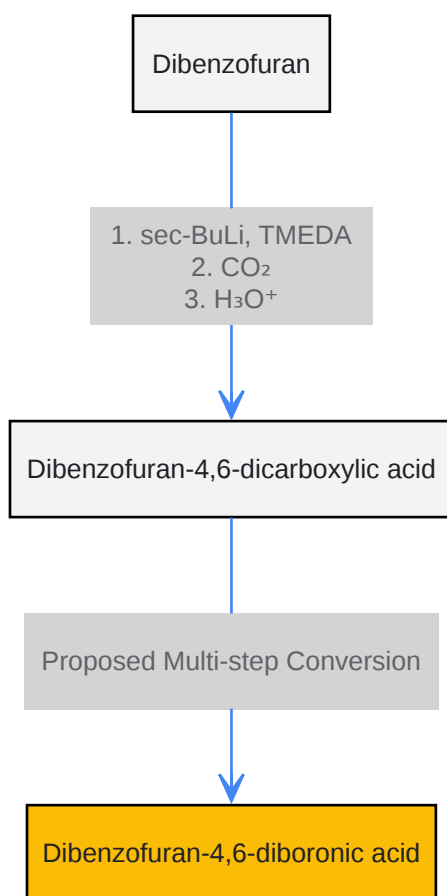 Dibenzofuran
1. sec-BuLi, TMEDA
2. CO₂
3. H₃O⁺
Dibenzofuran-4,6-dicarboxylic acid
Proposed Multi-step Conversion
Dibenzofuran-4,6-diboronic acid